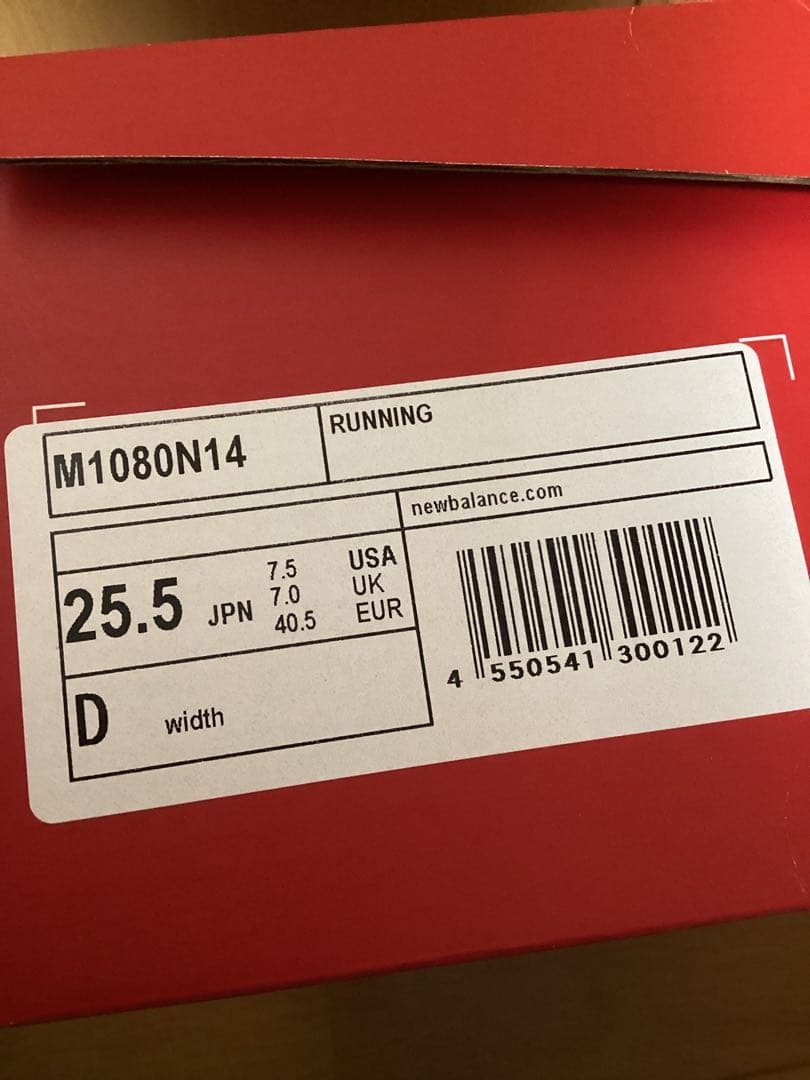 M1080N14
RUNNING
newbalance.com
25.5 JPN
7.5 USA
7.0 UK
40.5 EUR
D width
4 550541 300122